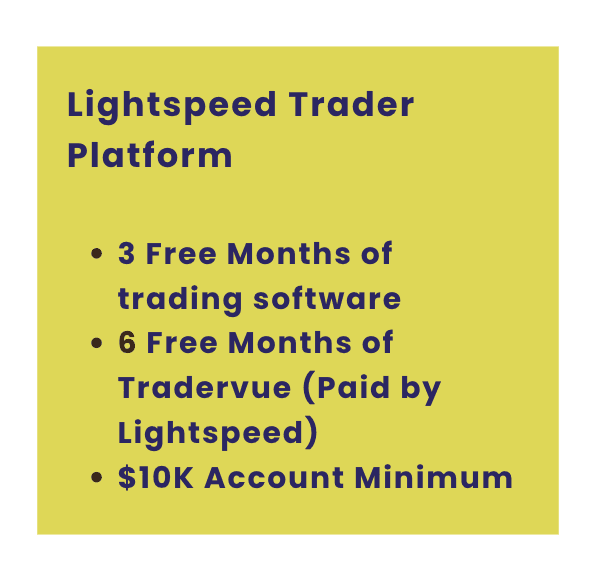 Lightspeed Trader
Platform
• 3 Free Months of
trading software
• 6 Free Months of
Tradervue (Paid by
Lightspeed)
• $10K Account Minimum